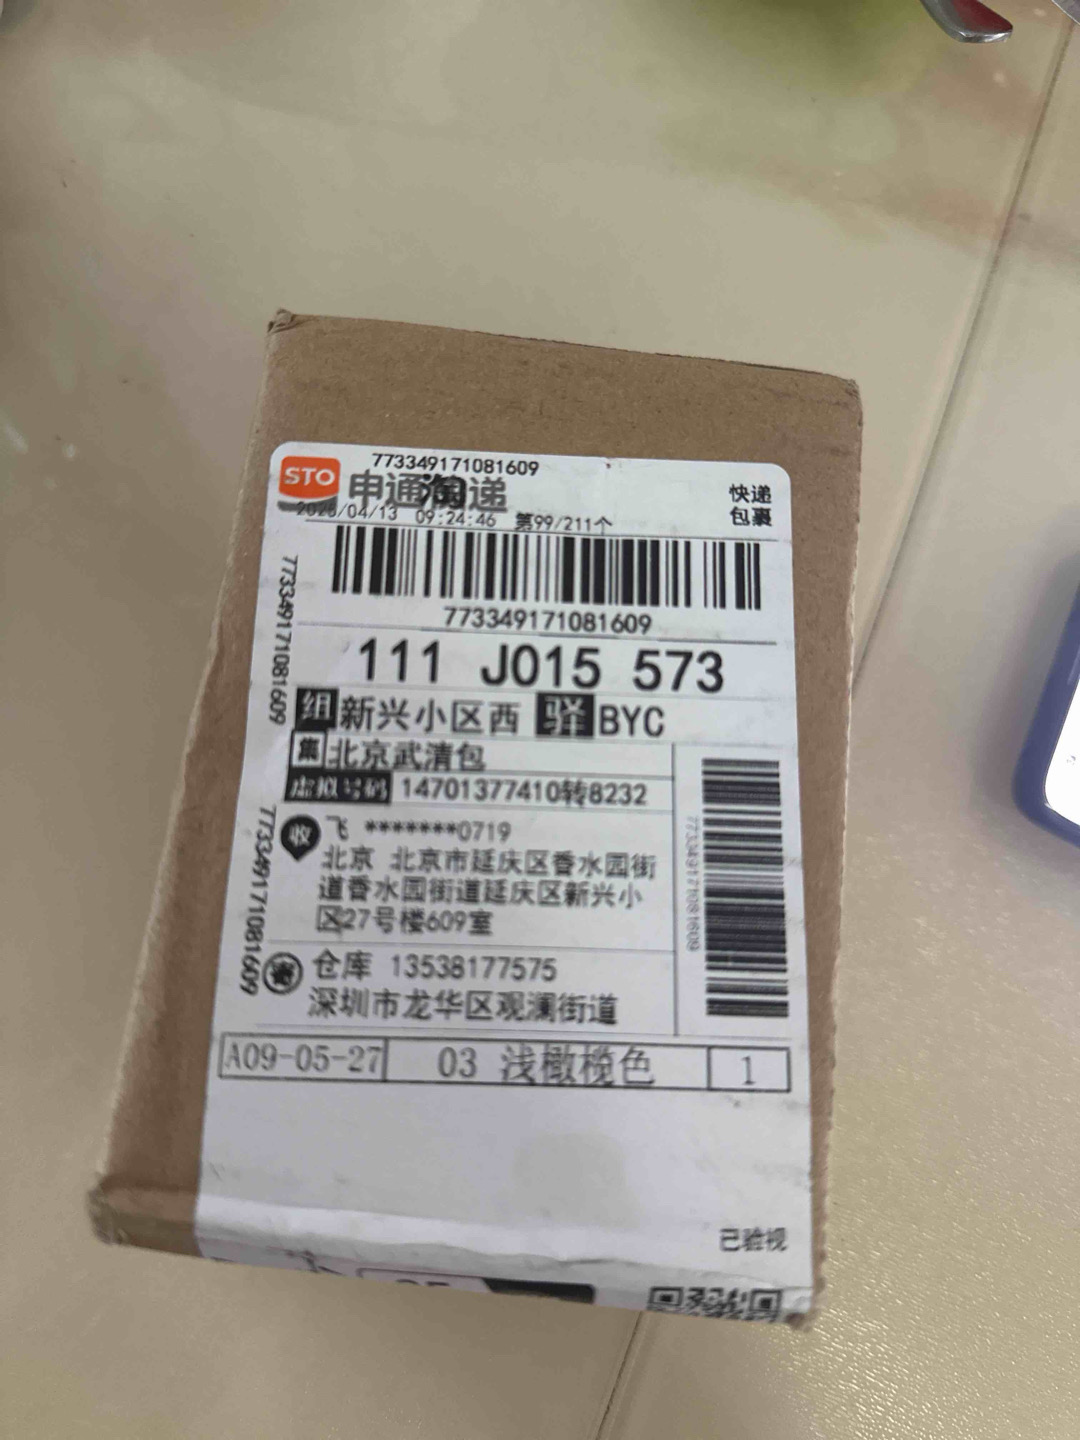 773349171081609
STO 申通快递
快递
包裹
2026/04/13 09:24:46 第99/211个
773349171081609
773349171081609
111 J015 573
组 新兴小区西 驿 BYC
集 北京武清包
虚拟号码 14701377410转8232
收 飞 *******0719
北京 北京市延庆区香水园街
道香水园街道延庆区新兴小
区27号楼609室
773349171081609
773349171081609
寄 仓库 13538177575
深圳市龙华区观澜街道
A09-05-27 03 浅橄榄色 1
已验视